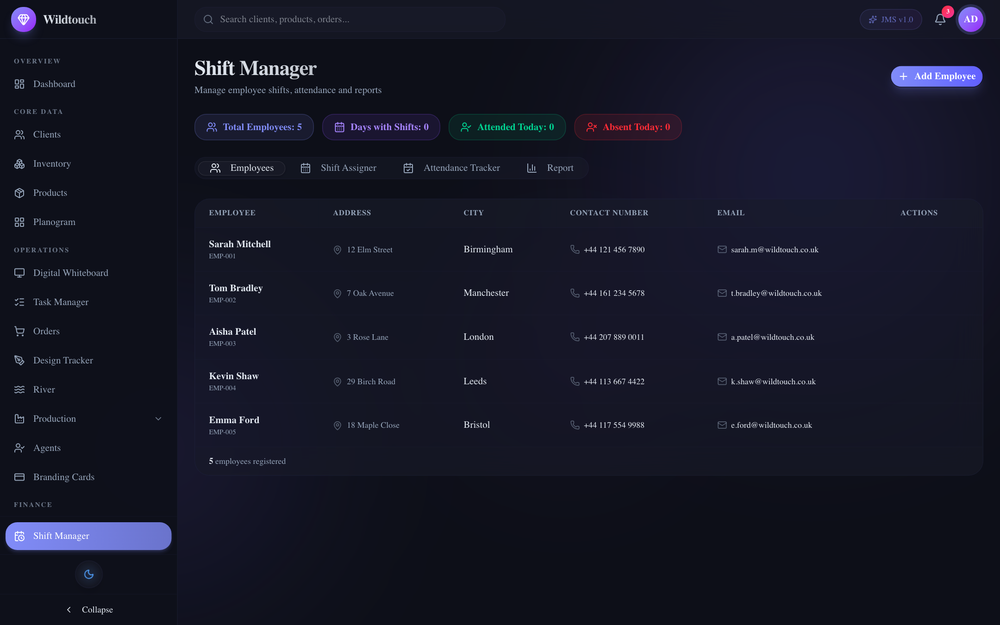 Wildtouch
Search clients, products, orders...
JMS v1.0
3
AD
OVERVIEW
Dashboard
CORE DATA
Clients
Inventory
Products
Planogram
OPERATIONS
Digital Whiteboard
Task Manager
Orders
Design Tracker
River
Production
Agents
Branding Cards
FINANCE
Shift Manager
Collapse
Shift Manager
Manage employee shifts, attendance and reports
Add Employee
Total Employees: 5
Days with Shifts: 0
Attended Today: 0
Absent Today: 0
Employees
Shift Assigner
Attendance Tracker
Report
EMPLOYEE ADDRESS CITY CONTACT NUMBER EMAIL ACTIONS
Sarah Mitchell
EMP-001
12 Elm Street
Birmingham
+44 121 456 7890
sarah.m@wildtouch.co.uk
Tom Bradley
EMP-002
7 Oak Avenue
Manchester
+44 161 234 5678
t.bradley@wildtouch.co.uk
Aisha Patel
EMP-003
3 Rose Lane
London
+44 207 889 0011
a.patel@wildtouch.co.uk
Kevin Shaw
EMP-004
29 Birch Road
Leeds
+44 113 667 4422
k.shaw@wildtouch.co.uk
Emma Ford
EMP-005
18 Maple Close
Bristol
+44 117 554 9988
e.ford@wildtouch.co.uk
5 employees registered